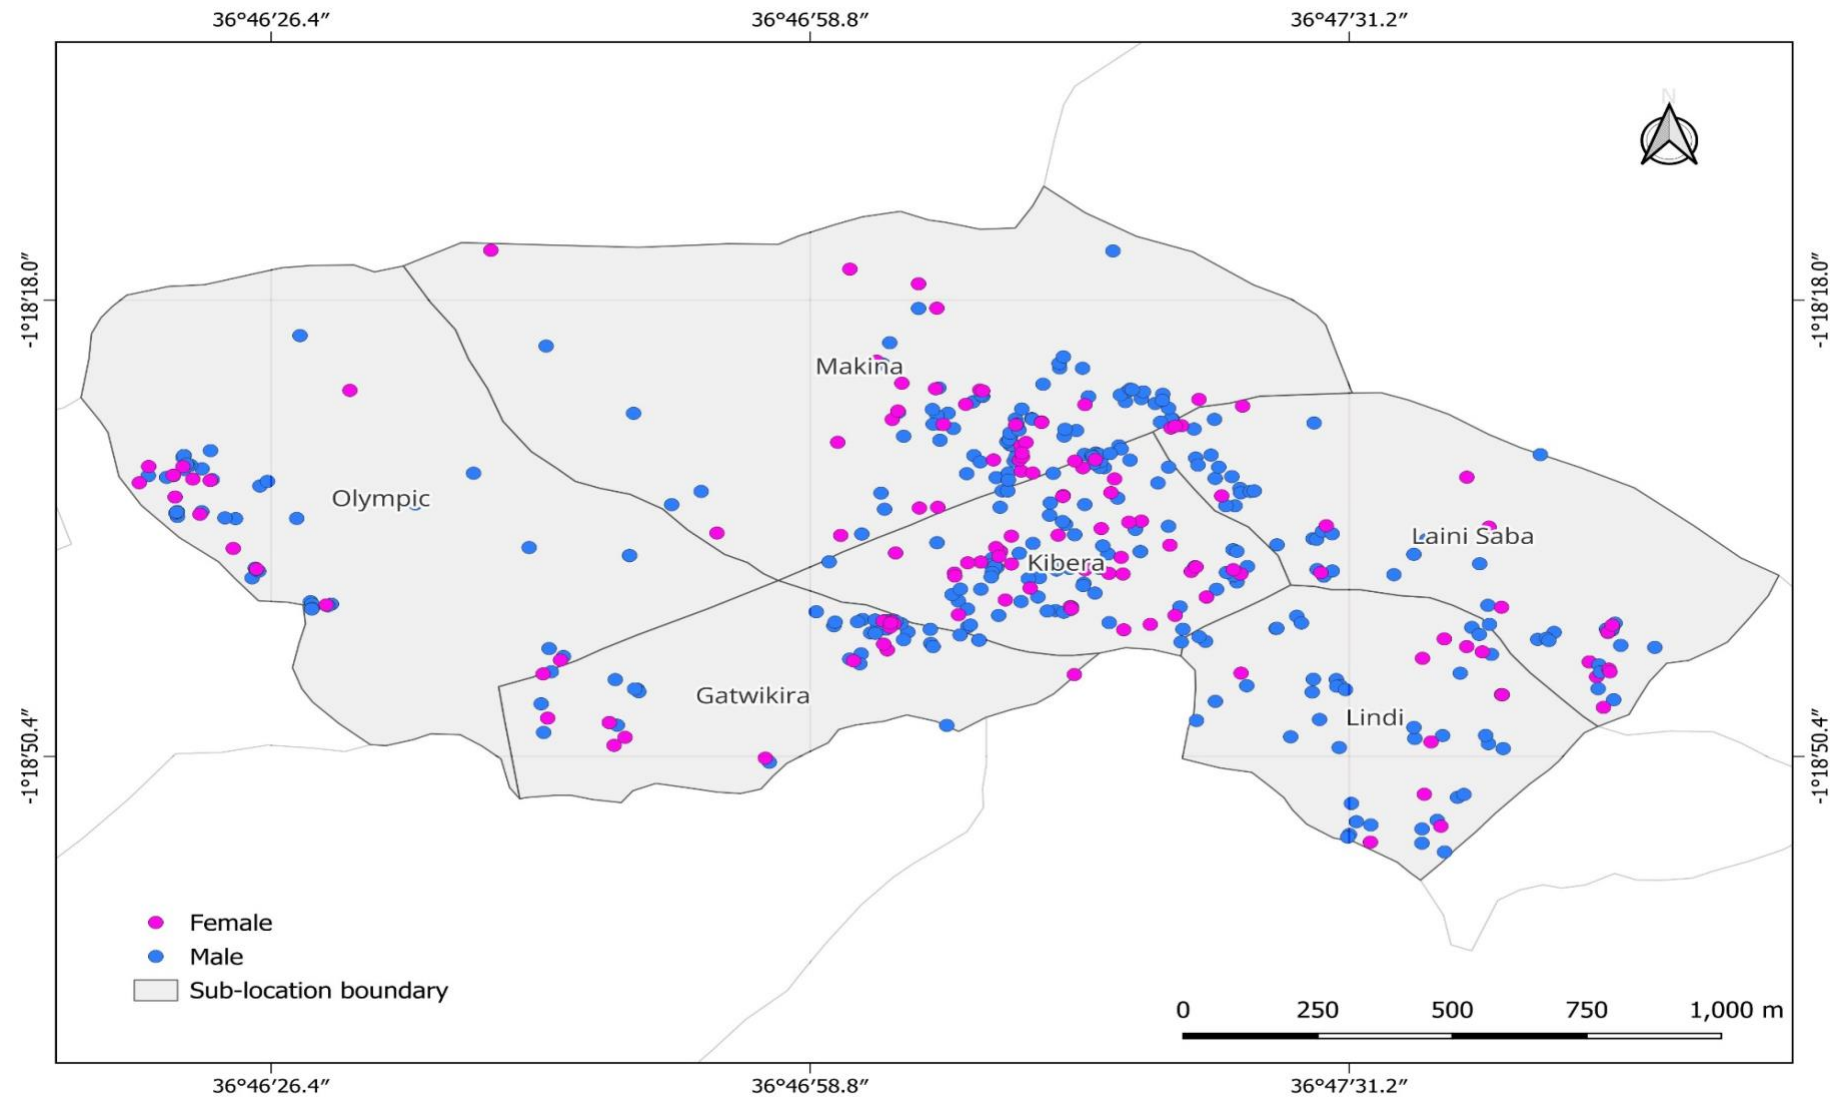 36°46′26.4″ 36°46′58.8″ 36°47′31.2″
N
-1°18′18.0″ -1°18′18.0″
Makina
Olympic
Laini Saba
Kibera
Gatwikira
Lindi
-1°18′50.4″ -1°18′50.4″
Female
Male
Sub-location boundary
0 250 500 750 1,000 m
36°46′26.4″ 36°46′58.8″ 36°47′31.2″